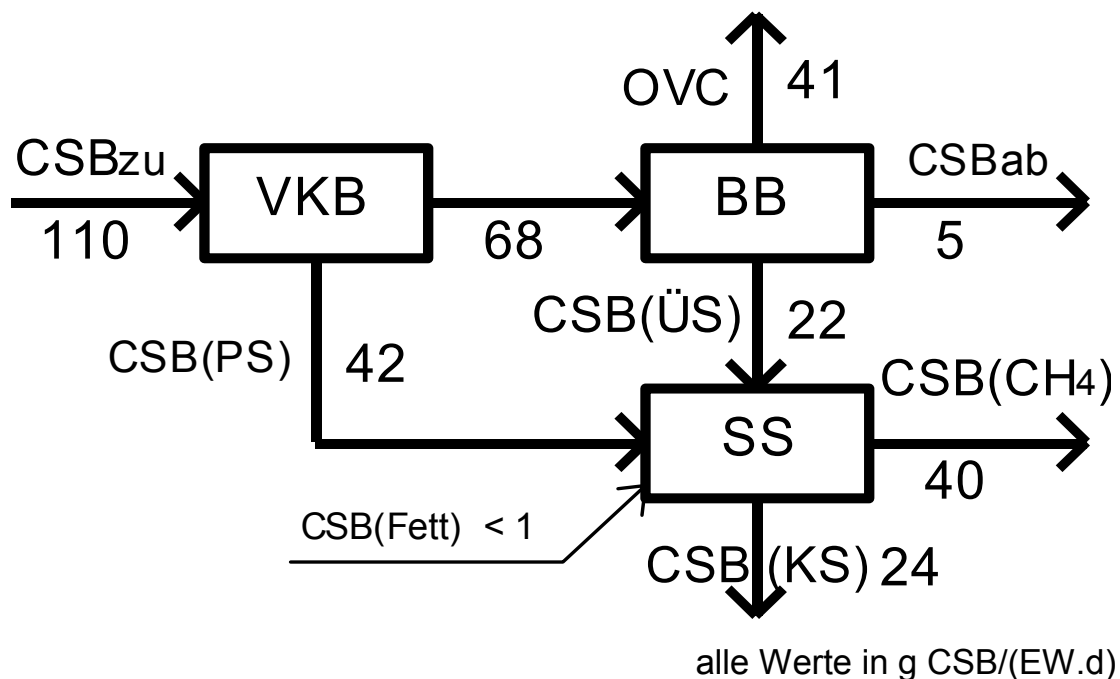 OVC 41
CSBzu
VKB
BB
CSBab
110
68
5
CSB(ÜS) 22
CSB(PS) 42
CSB(CH4)
SS
40
CSB(Fett) < 1
CSB (KS) 24
alle Werte in g CSB/(EW.d)